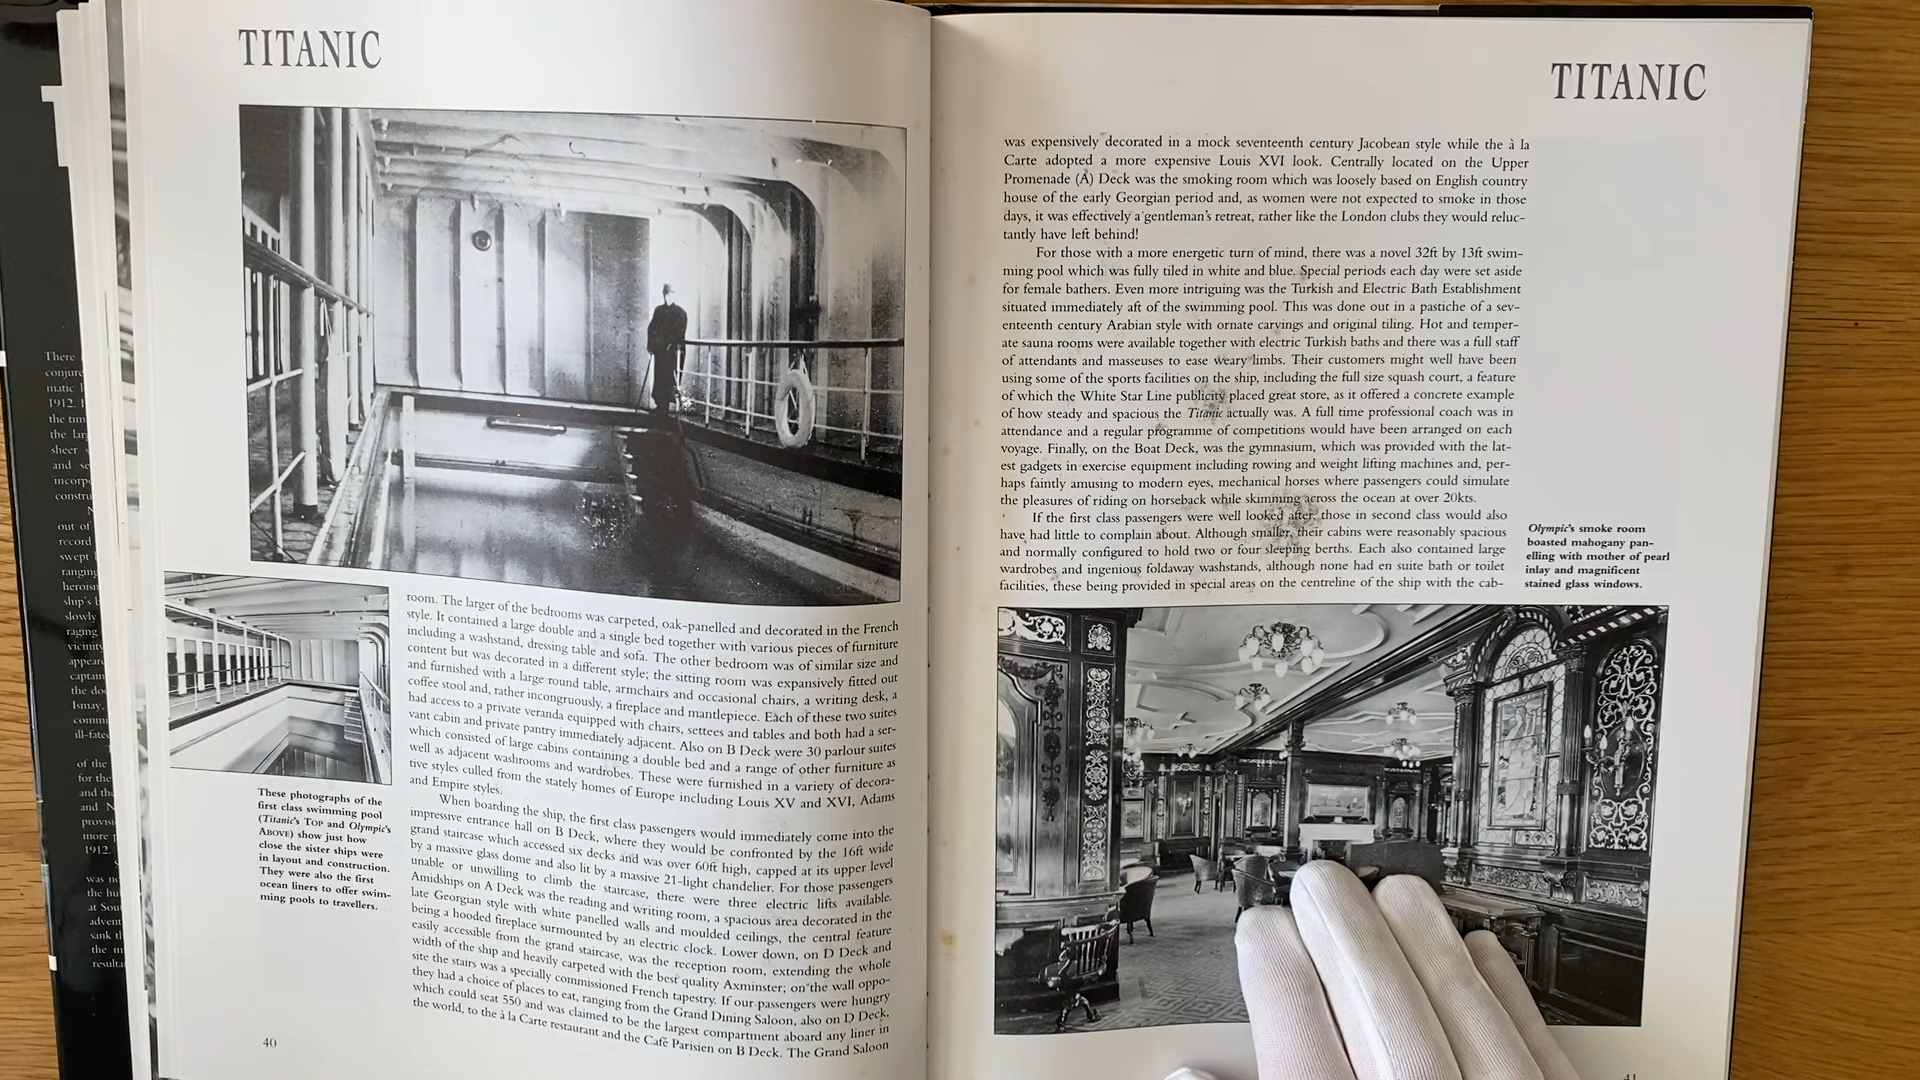 TITANIC
room. The larger of the bedrooms was carpeted, oak-panelled and decorated in the French
style. It contained a large double and a single bed together with various pieces of furniture
including a washstand, dressing table and sofa. The other bedroom was of similar size and
content but was decorated in a different style; the sitting room was expansively fitted out
and furnished with a large round table, armchairs and occasional chairs, a writing desk, a
coffee stool and, rather incongruously, a fireplace and mantlepiece. Each of these two suites
had access to a private veranda equipped with chairs, settees and tables and both had a ser-
vant cabin and private pantry immediately adjacent. Also on B Deck were 30 parlour suites
which consisted of large cabins containing a double bed and a range of other furniture as
well as adjacent washrooms and wardrobes. These were furnished in a variety of decora-
tive styles culled from the stately homes of Europe including Louis XV and XVI, Adams
and Empire styles.
When boarding the ship, the first class passengers would immediately come into the
impressive entrance hall on B Deck, where they would be confronted by the 16ft wide
grand staircase which accessed six decks and was over 60ft high, capped at its upper level
by a massive glass dome and also lit by a massive 21-light chandelier. For those passengers
unable or unwilling to climb the staircase, there were three electric lifts available.
Amidships on A Deck was the reading and writing room, a spacious area decorated in the
late Georgian style with white panelled walls and moulded ceilings, the central feature
being a hooded fireplace surmounted by an electric clock. Lower down, on D Deck and
easily accessible from the grand staircase, was the reception room, extending the whole
width of the ship and heavily carpeted with the best quality Axminster; on the wall oppo-
site the stairs was a specially commissioned French tapestry. If our passengers were hungry
they had a choice of places to eat, ranging from the Grand Dining Saloon, also on D Deck,
which could seat 550 and was claimed to be the largest compartment aboard any liner in
the world, to the à la Carte restaurant and the Café Parisien on B Deck. The Grand Saloon
These photographs of the
first class swimming pool
(Titanic's TOP and Olympic's
ABOVE) show just how
close the sister ships were
in layout and construction.
They were also the first
ocean liners to offer swim-
ming pools to travellers.
40
TITANIC
was expensively decorated in a mock seventeenth century Jacobean style while the à la
Carte adopted a more expensive Louis XVI look. Centrally located on the Upper
Promenade (A) Deck was the smoking room which was loosely based on English country
house of the early Georgian period and, as women were not expected to smoke in those
days, it was effectively a gentleman's retreat, rather like the London clubs they would reluc-
tantly have left behind!
For those with a more energetic turn of mind, there was a novel 32ft by 13ft swim-
ming pool which was fully tiled in white and blue. Special periods each day were set aside
for female bathers. Even more intriguing was the Turkish and Electric Bath Establishment
situated immediately aft of the swimming pool. This was done out in a pastiche of a sev-
enteenth century Arabian style with ornate carvings and original tiling. Hot and temper-
ate sauna rooms were available together with electric Turkish baths and there was a full staff
of attendants and masseuses to ease weary limbs. Their customers might well have been
using some of the sports facilities on the ship, including the full size squash court, a feature
of which the White Star Line publicity placed great store, as it offered a concrete example
of how steady and spacious the Titanic actually was. A full time professional coach was in
attendance and a regular programme of competitions would have been arranged on each
voyage. Finally, on the Boat Deck, was the gymnasium, which was provided with the lat-
est gadgets in exercise equipment including rowing and weight lifting machines and, per-
haps faintly amusing to modern eyes, mechanical horses where passengers could simulate
the pleasures of riding on horseback while skimming across the ocean at over 20kts.
If the first class passengers were well looked after, those in second class would also
have had little to complain about. Although smaller, their cabins were reasonably spacious
and normally configured to hold two or four sleeping berths. Each also contained large
wardrobes and ingenious foldaway washstands, although none had en suite bath or toilet
facilities, these being provided in special areas on the centreline of the ship with the cab-
Olympic's smoke room
boasted mahogany pan-
elling with mother of pearl
inlay and magnificent
stained glass windows.
41